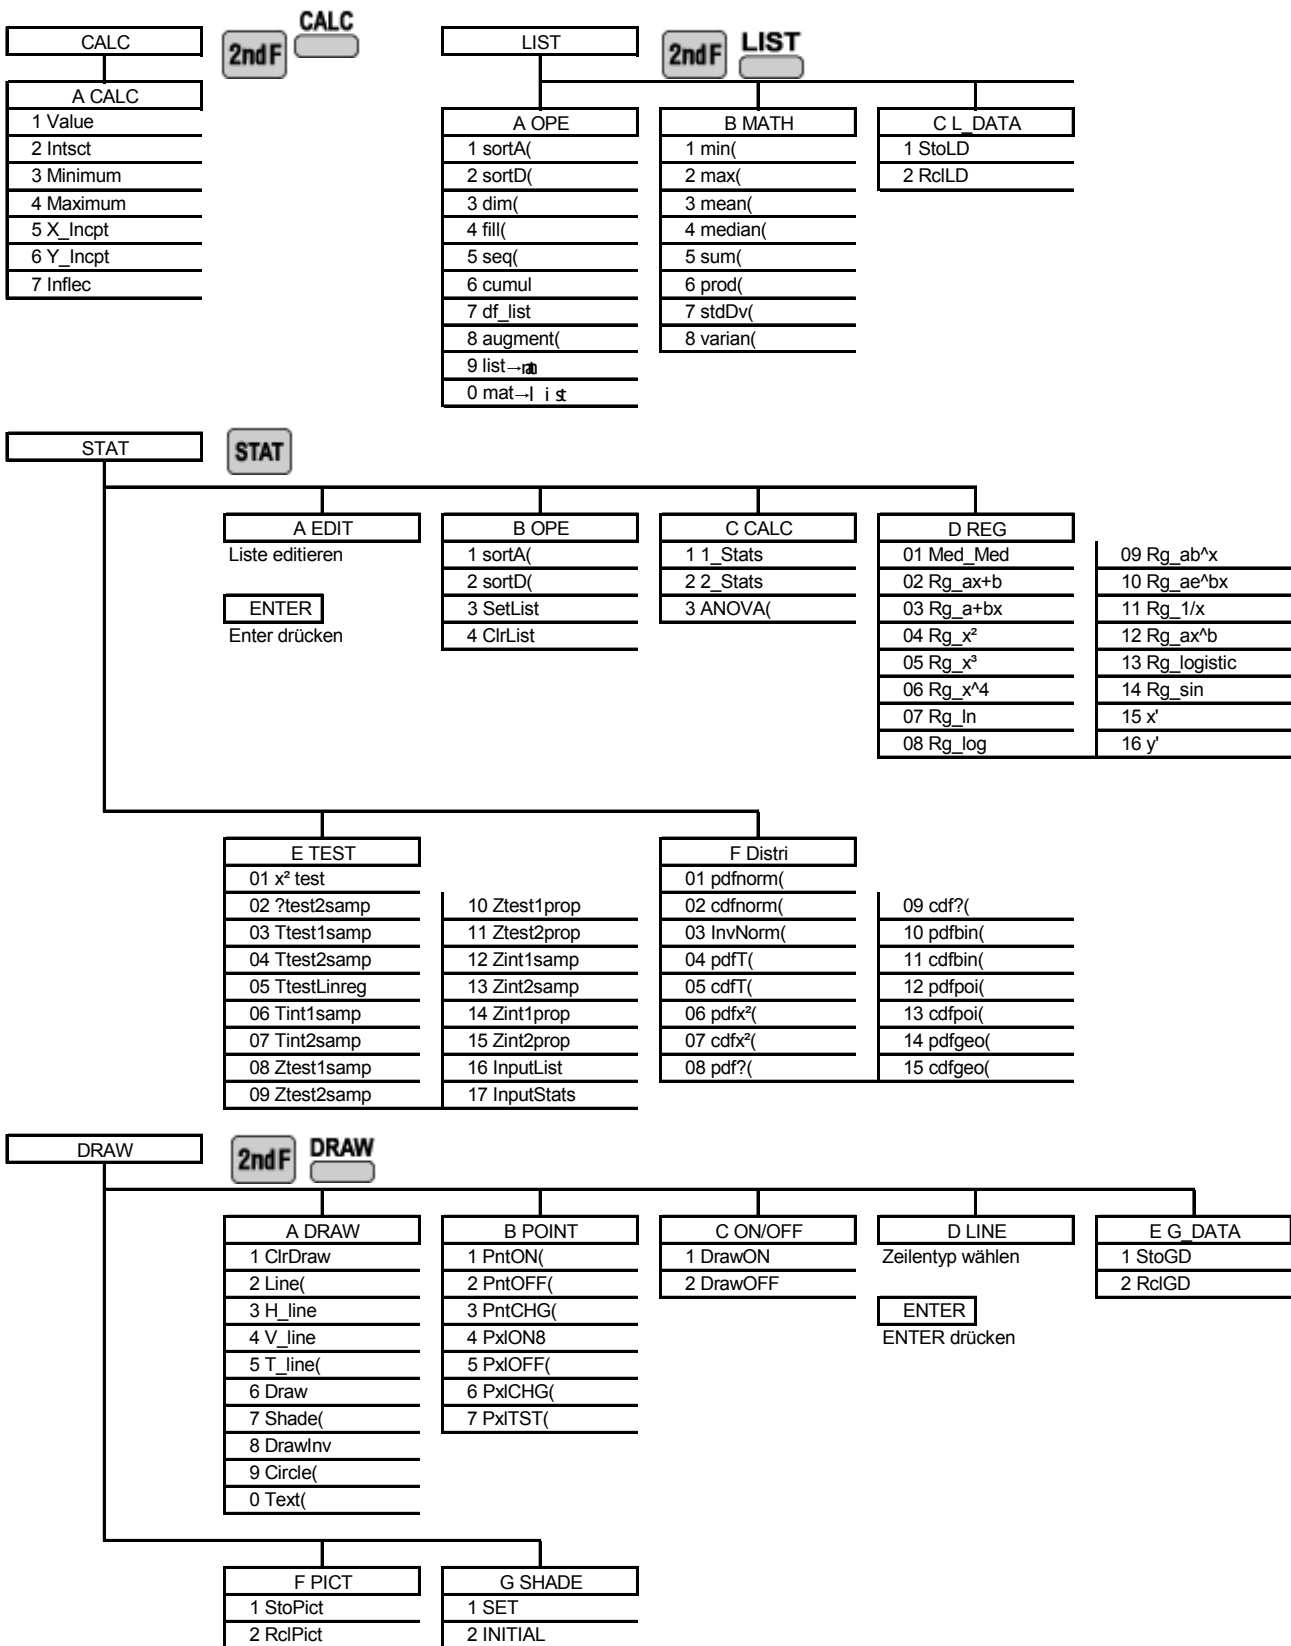 CALC
2ndF CALC
A CALC
1 Value
2 Intsct
3 Minimum
4 Maximum
5 X_Incpt
6 Y_Incpt
7 Inflec
LIST
2ndF LIST
A OPE
1 sortA(
2 sortD(
3 dim(
4 fill(
5 seq(
6 cumul
7 df_list
8 augment(
9 list→
0 mat→list
B MATH
1 min(
2 max(
3 mean(
4 median(
5 sum(
6 prod(
7 stdDv(
8 varian(
C L_DATA
1 StoLD
2 RclLD
STAT
STAT
A EDIT
Liste editieren
ENTER
Enter drücken
B OPE
1 sortA(
2 sortD(
3 SetList
4 ClrList
C CALC
1 1_Stats
2 2_Stats
3 ANOVA(
D REG
01 Med_Med
02 Rg_ax+b
03 Rg_a+bx
04 Rg_x²
05 Rg_x³
06 Rg_x^4
07 Rg_ln
08 Rg_log
09 Rg_ab^x
10 Rg_ae^bx
11 Rg_1/x
12 Rg_ax^b
13 Rg_logistic
14 Rg_sin
15 x'
16 y'
E TEST
01 x² test
02 ?test2samp
03 Ttest1samp
04 Ttest2samp
05 TtestLinreg
06 Tint1samp
07 Tint2samp
08 Ztest1samp
09 Ztest2samp
10 Ztest1prop
11 Ztest2prop
12 Zint1samp
13 Zint2samp
14 Zint1prop
15 Zint2prop
16 InputList
17 InputStats
F Distri
01 pdfnorm(
02 cdfnorm(
03 InvNorm(
04 pdfT(
05 cdfT(
06 pdfx²(
07 cdfx²(
08 pdf?(
09 cdf?(
10 pdfbin(
11 cdfbin(
12 pdfpoi(
13 cdfpoi(
14 pdfgeo(
15 cdfgeo(
DRAW
2ndF DRAW
A DRAW
1 ClrDraw
2 Line(
3 H_line
4 V_line
5 T_line(
6 Draw
7 Shade(
8 DrawInv
9 Circle(
0 Text(
B POINT
1 PntON(
2 PntOFF(
3 PntCHG(
4 PxlON8
5 PxlOFF(
6 PxlCHG(
7 PxlTST(
C ON/OFF
1 DrawON
2 DrawOFF
D LINE
Zeilentyp wählen
ENTER
ENTER drücken
E G_DATA
1 StoGD
2 RclGD
F PICT
1 StoPict
2 RclPict
G SHADE
1 SET
2 INITIAL